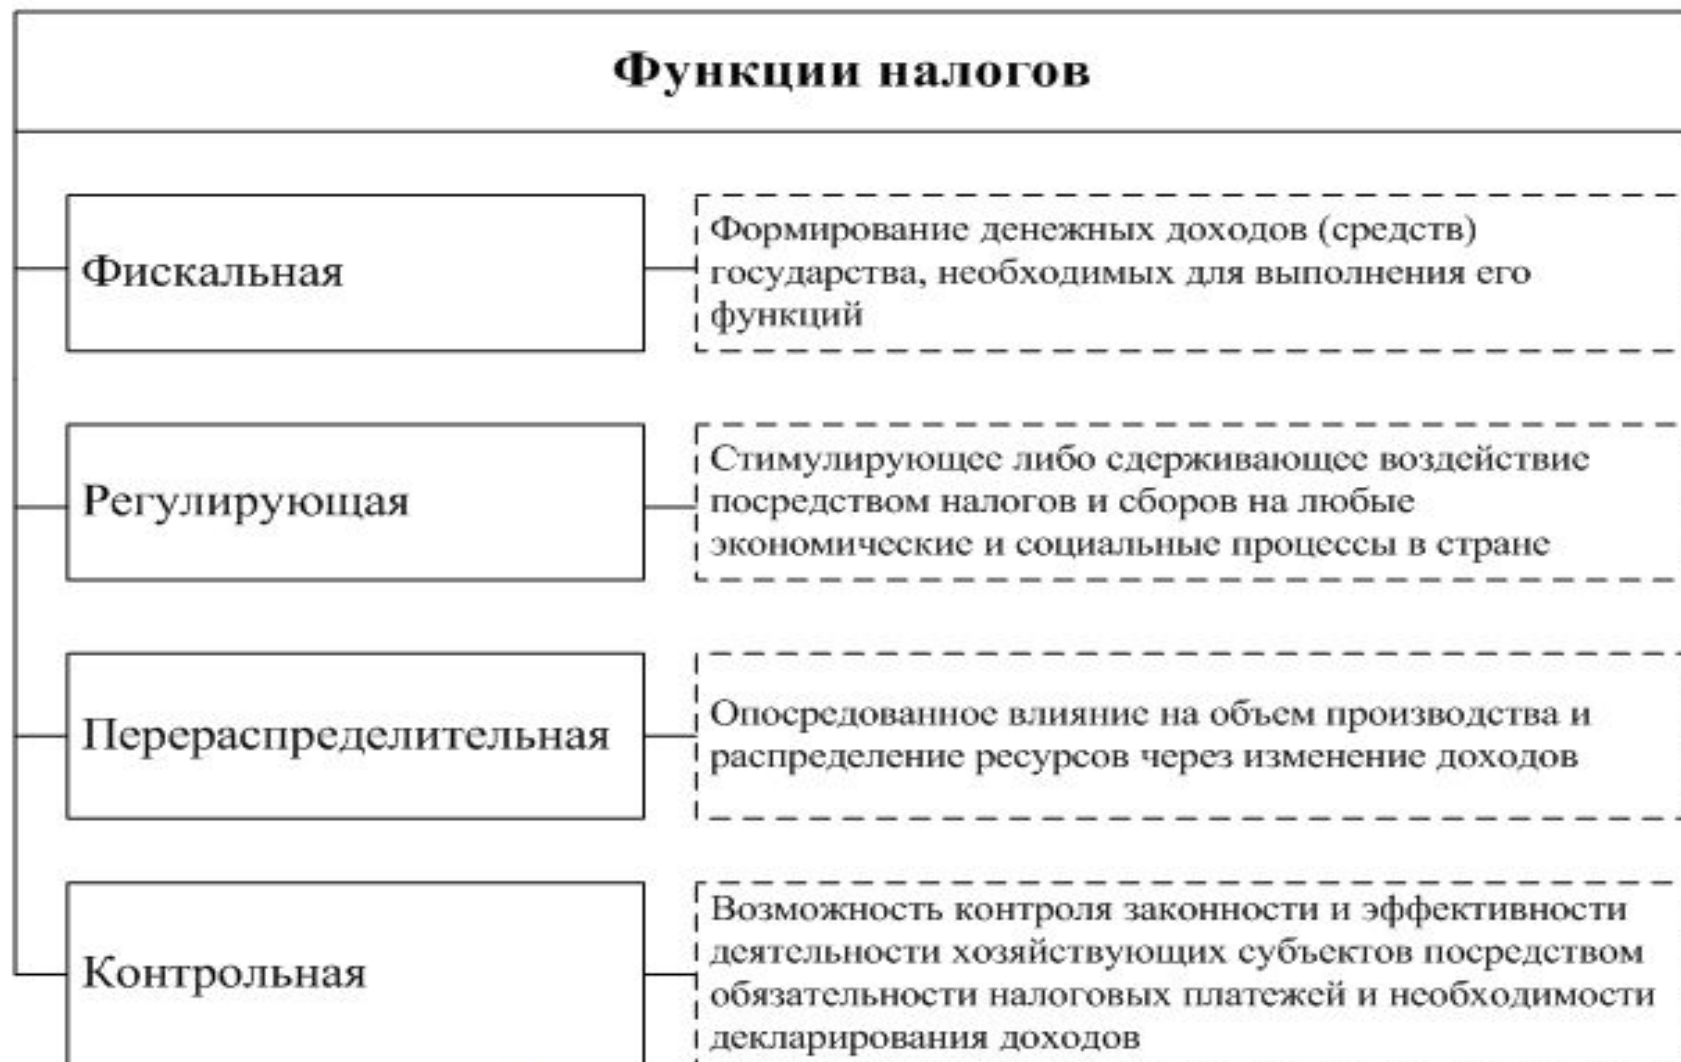 Функции налогов
Фискальная
Формирование денежных доходов (средств)
государства, необходимых для выполнения его
функций
Регулирующая
Стимулирующее либо сдерживающее воздействие
посредством налогов и сборов на любые
экономические и социальные процессы в стране
Перераспределительная
Опосредованное влияние на объем производства и
распределение ресурсов через изменение доходов
Контрольная
Возможность контроля законности и эффективности
деятельности хозяйствующих субъектов посредством
обязательности налоговых платежей и необходимости
декларирования доходов